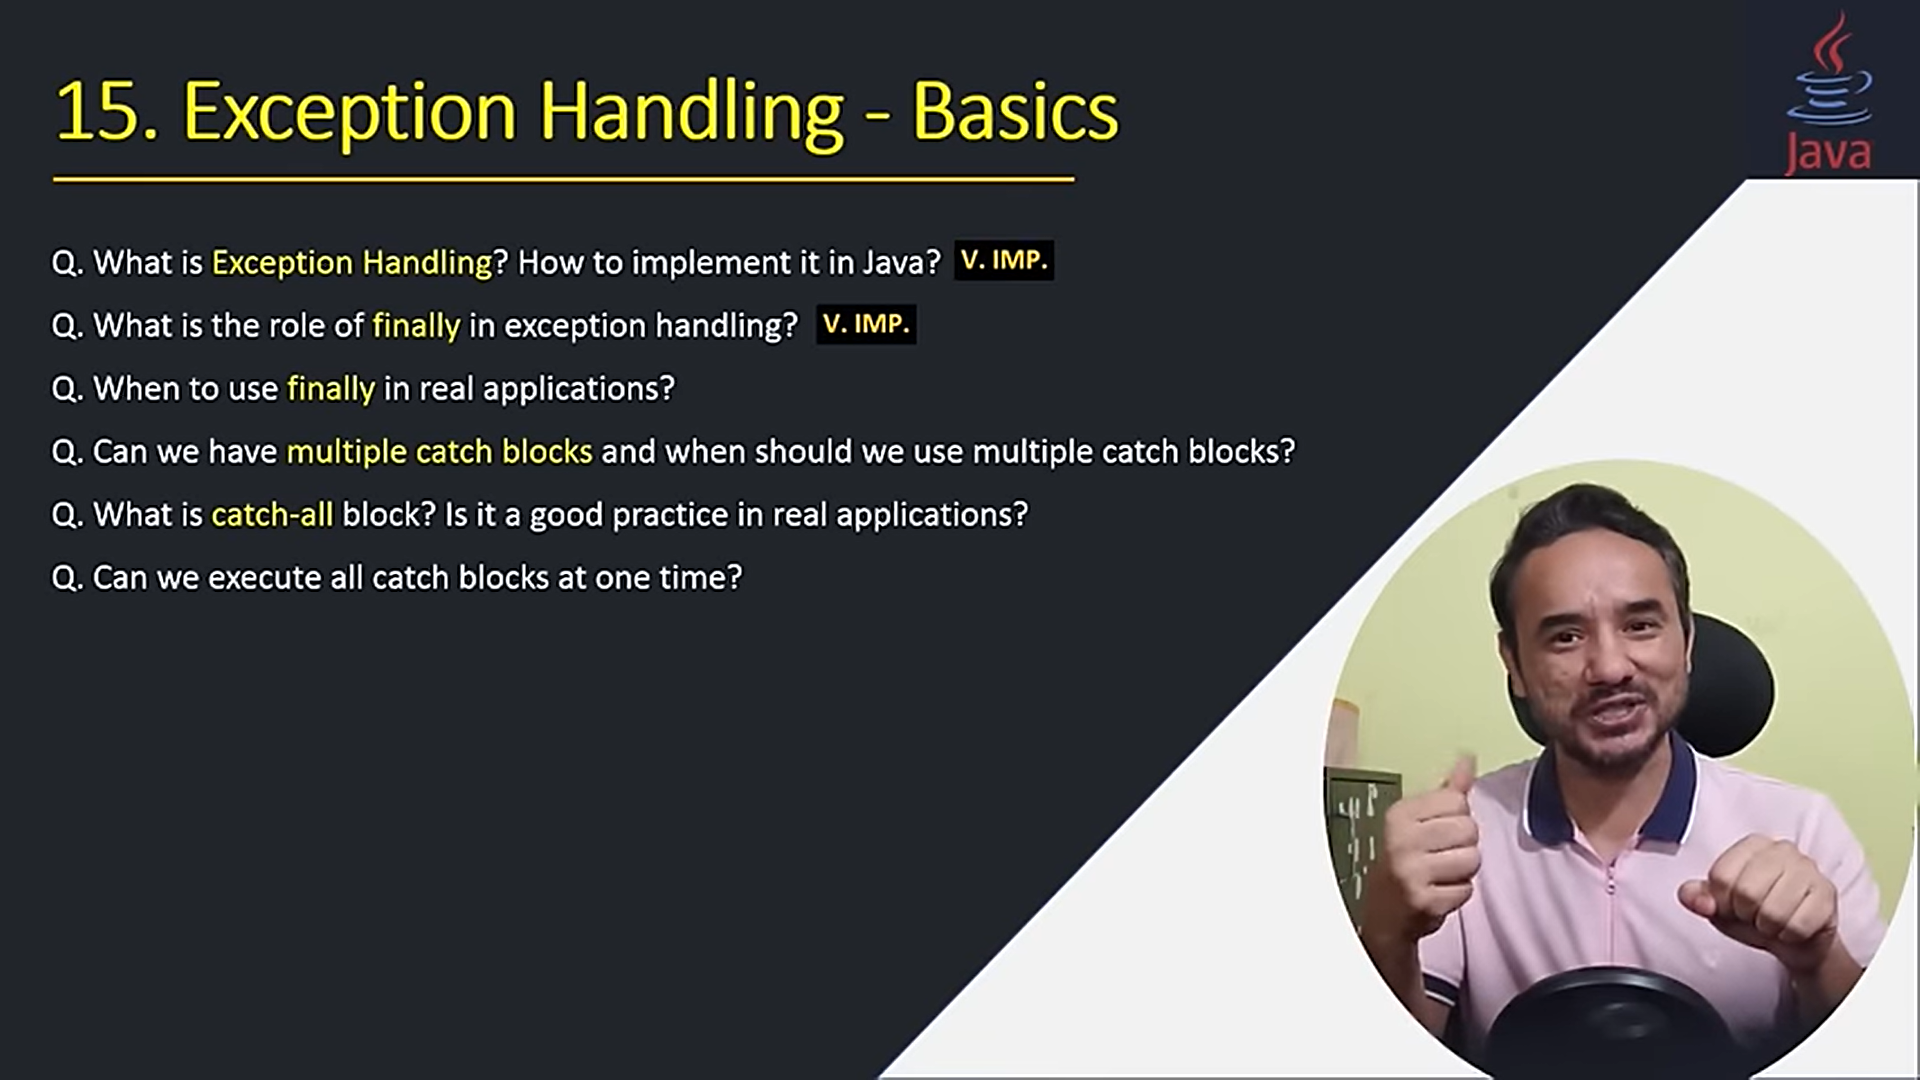 15. Exception Handling - Basics
Java
Q. What is Exception Handling? How to implement it in Java? V. IMP.
Q. What is the role of finally in exception handling? V. IMP.
Q. When to use finally in real applications?
Q. Can we have multiple catch blocks and when should we use multiple catch blocks?
Q. What is catch-all block? Is it a good practice in real applications?
Q. Can we execute all catch blocks at one time?